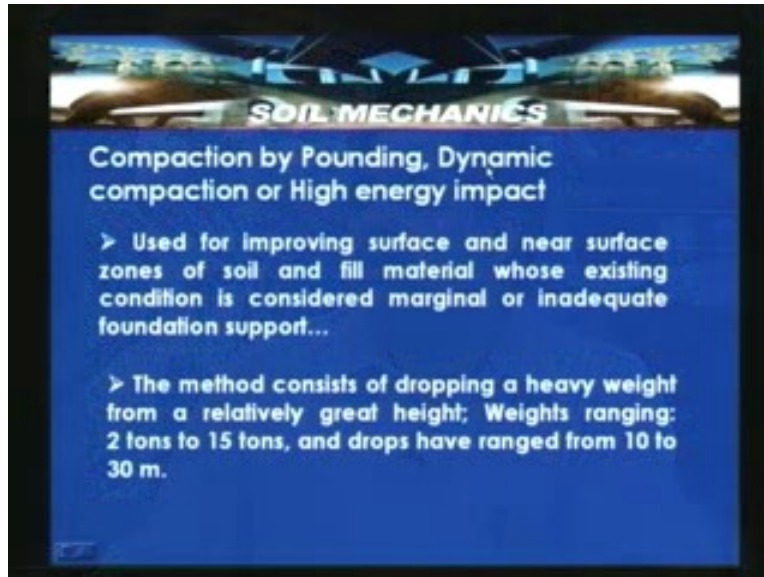 SOIL MECHANICS
Compaction by Pounding, Dynamic
compaction or High energy impact
➢ Used for improving surface and near surface
zones of soil and fill material whose existing
condition is considered marginal or inadequate
foundation support...
➢ The method consists of dropping a heavy weight
from a relatively great height; Weights ranging:
2 tons to 15 tons, and drops have ranged from 10 to
30 m.